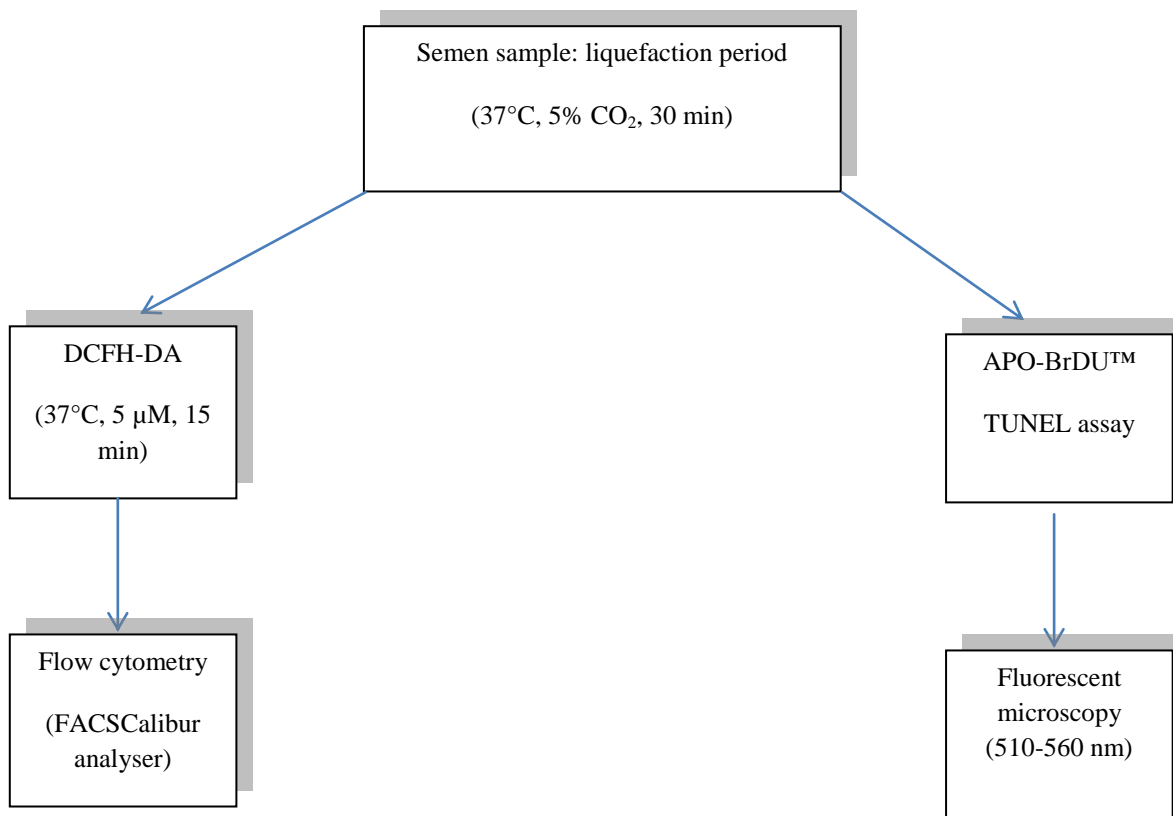 Semen sample: liquefaction period
(37°C, 5% CO₂, 30 min)
DCFH-DA
(37°C, 5 µM, 15
min)
APO-BrDU™
TUNEL assay
Flow cytometry
(FACSCalibur
analyser)
Fluorescent
microscopy
(510-560 nm)